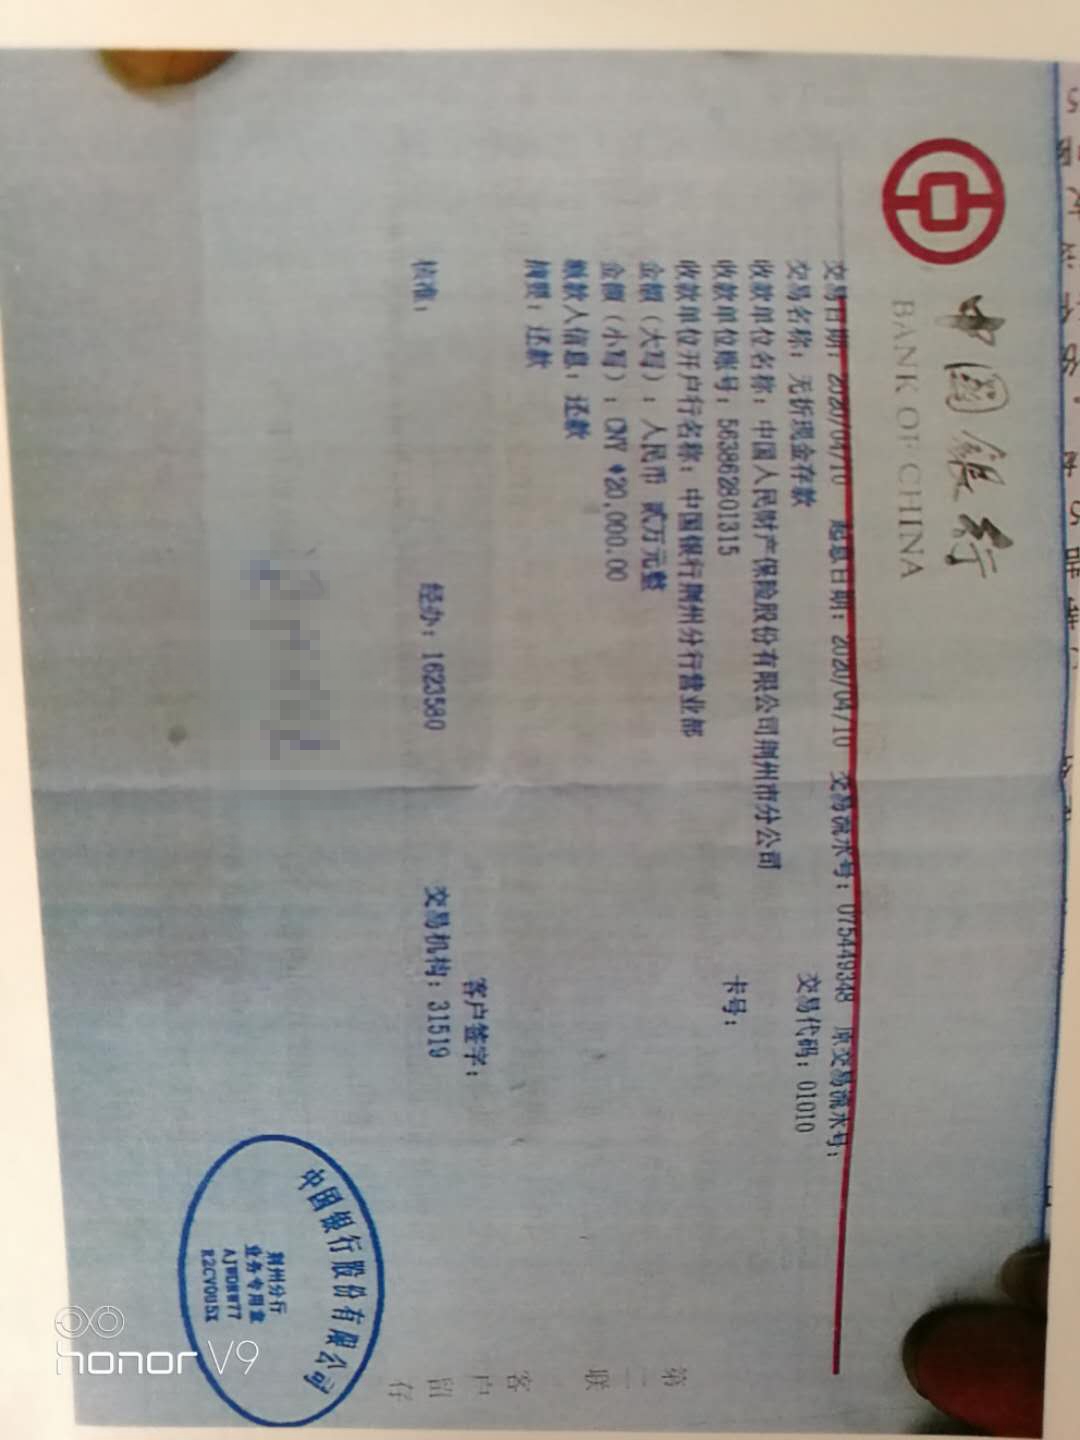 中国银行
BANK OF CHINA
交易日期：2020/04/10 起息日期：2020/04/10 交易流水号：075449348 原交易流水号：
交易名称：无折现金存款 交易代码：01010
收款单位名称：中国人民财产保险股份有限公司荆州市分公司
收款单位账号：563862801315 卡号：
收款单位开户行名称：中国银行荆州分行营业部
金额（大写）：人民币 贰万元整
金额（小写）：CNY *20,000.00
缴款人信息：还款
摘要：还款
客户签字：
核准： 经办：1623580 交易机构：31519
中国银行股份有限公司
荆州分行
业务专用章
第二联 客户留存
honor V9